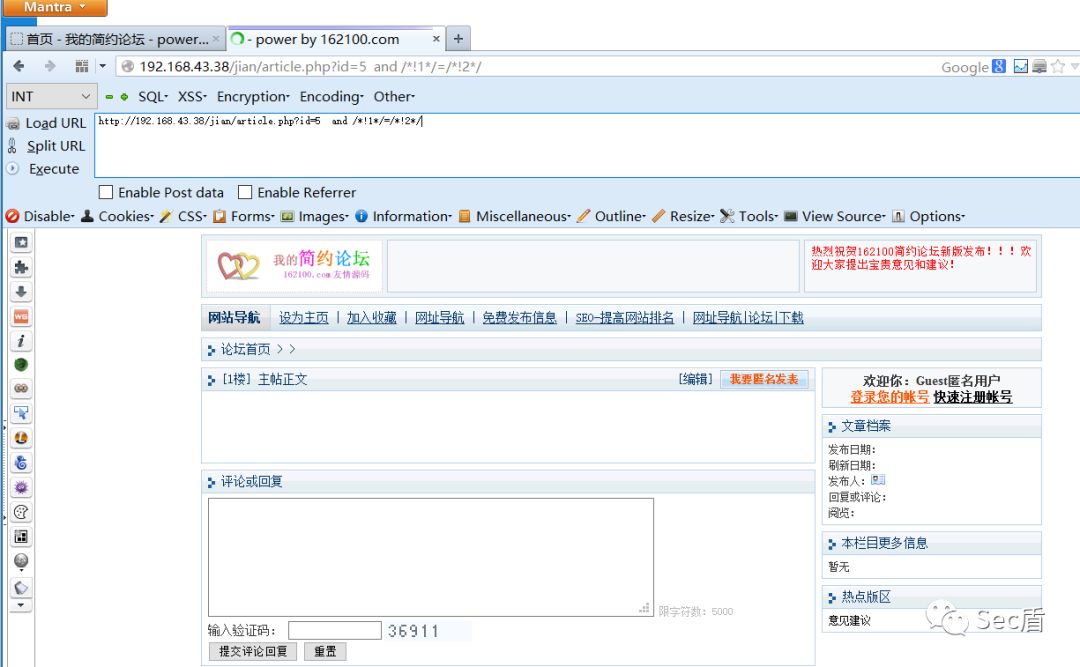 Mantra
首页 - 我的简约论坛 - power... ×
- power by 162100.com × +
192.168.43.38/jian/article.php?id=5 and /*!1*/=/*!2*/ Google
INT SQL▾ XSS▾ Encryption▾ Encoding▾ Other▾
Load URL
http://192.168.43.38/jian/article.php?id=5 and /*!1*/=/*!2*/
Split URL
Execute
Enable Post data Enable Referrer
Disable▾ Cookies▾ CSS▾ Forms▾ Images▾ Information▾ Miscellaneous▾ Outline▾ Resize▾ Tools▾ View Source▾ Options▾
我的简约论坛
162100.com友情源码
热烈祝贺162100简约论坛新版发布!!!欢
迎大家提出宝贵意见和建议!
网站导航 设为主页 | 加入收藏 | 网址导航 | 免费发布信息 | SEO-提高网站排名 | 网址导航|论坛|下载
论坛首页 > >
[1楼] 主帖正文 [编辑] 我要匿名发表
欢迎你:Guest匿名用户
登录您的帐号 快速注册帐号
文章档案
发布日期:
刷新日期:
发布人:
回复或评论:
阅览:
评论或回复
本栏目更多信息
暂无
热点版区
意见建议
限字符数: 5000
输入验证码: 36911
提交评论回复 重置
Sec盾